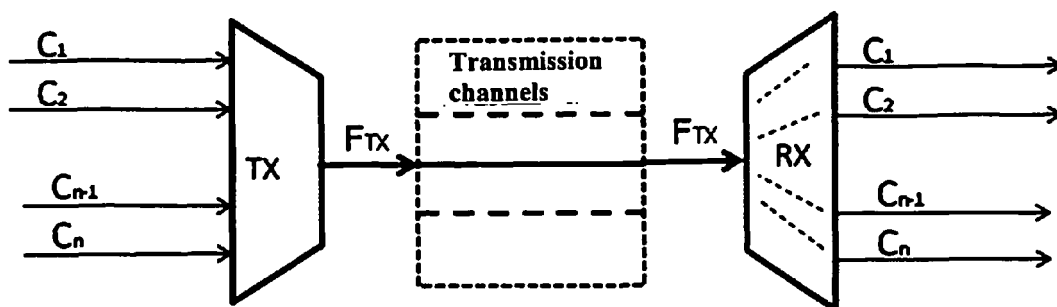 C1
C2
Cn-1
Cn
TX
FTX
Transmission
channels
FTX
RX
C1
C2
Cn-1
Cn